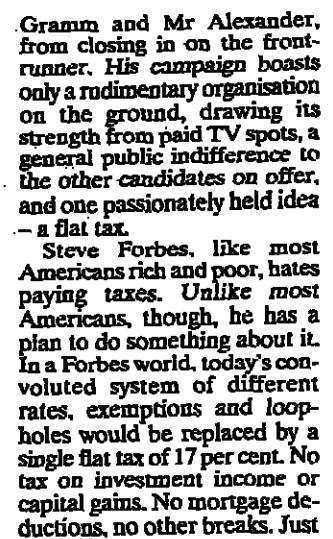 Gramm and Mr Alexander,
from closing in on the front-
runner. His campaign boasts
only a rudimentary organisation
on the ground, drawing its
strength from paid TV spots, a
general public indifference to
the other candidates on offer,
and one passionately held idea
– a flat tax.
Steve Forbes, like most
Americans rich and poor, hates
paying taxes. Unlike most
Americans, though, he has a
plan to do something about it.
In a Forbes world, today's con-
voluted system of different
rates, exemptions and loop-
holes would be replaced by a
single flat tax of 17 per cent. No
tax on investment income or
capital gains. No mortgage de-
ductions, no other breaks. Just